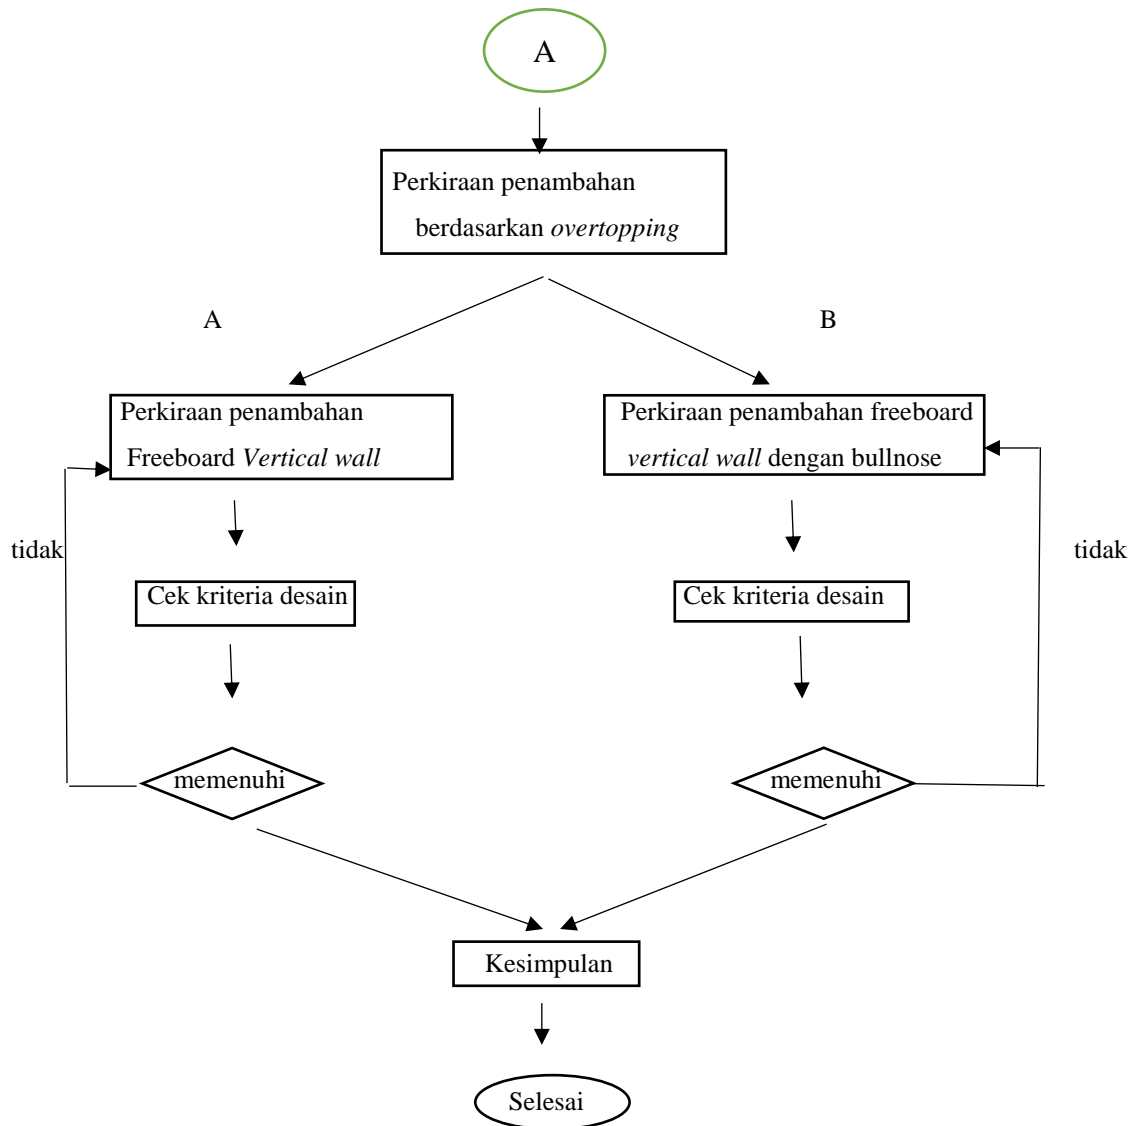 A
Perkiraan penambahan
berdasarkan overtopping
A
B
Perkiraan penambahan
Freeboard Vertical wall
Perkiraan penambahan freeboard
vertical wall dengan bullnose
tidak
tidak
Cek kriteria desain
Cek kriteria desain
memenuhi
memenuhi
Kesimpulan
Selesai